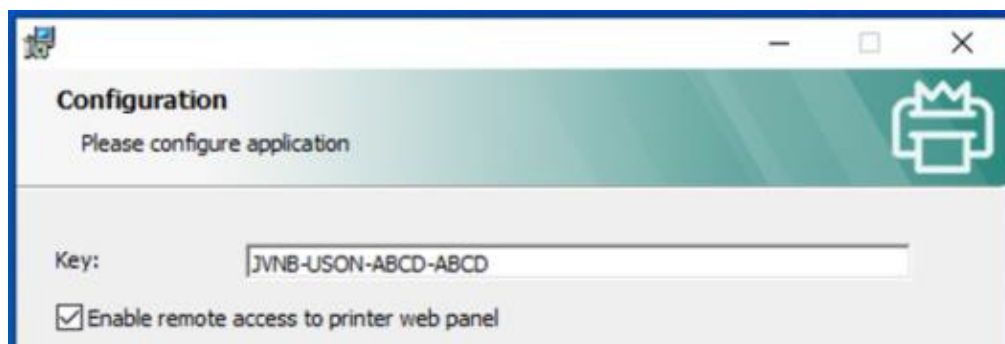 Configuration
Please configure application
Key: JVNB-USON-ABCD-ABCD
Enable remote access to printer web panel